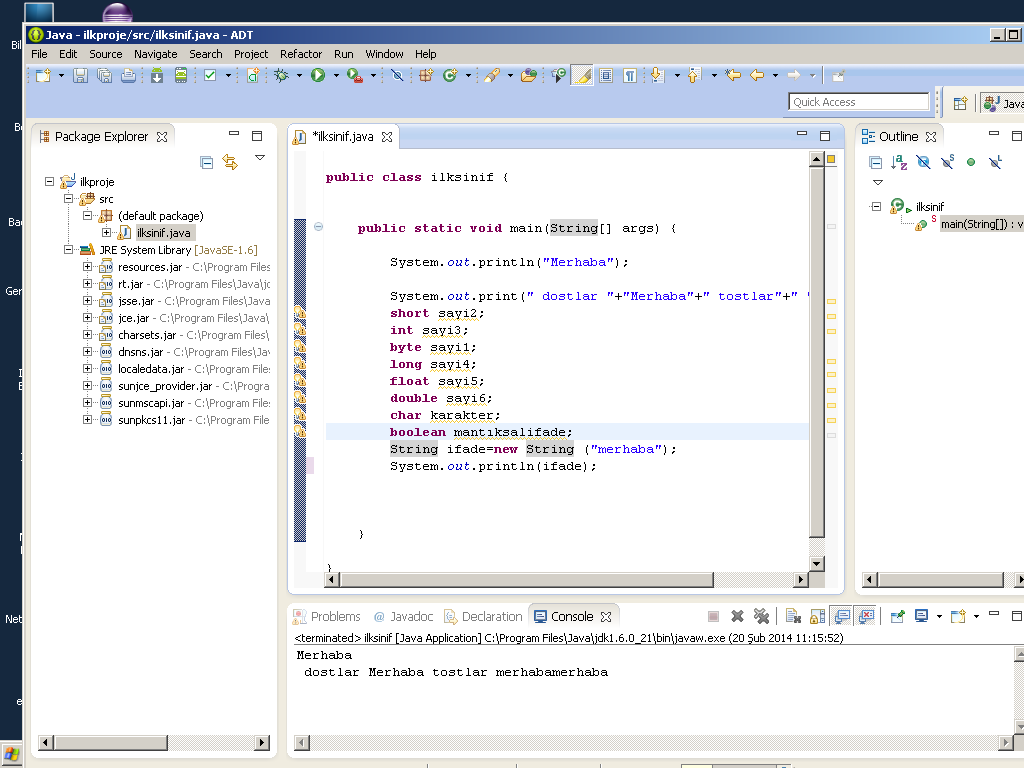 Java - ilkproje/src/ilksinif.java - ADT
File Edit Source Navigate Search Project Refactor Run Window Help
Quick Access
Java
Package Explorer
ilkproje
src
(default package)
ilksinif.java
JRE System Library [JavaSE-1.6]
resources.jar - C:\Program Files
rt.jar - C:\Program Files\Java\jd
jsse.jar - C:\Program Files\Java
jce.jar - C:\Program Files\Java\
charsets.jar - C:\Program Files\
dnsns.jar - C:\Program Files\Jav
localedata.jar - C:\Program Files
sunjce_provider.jar - C:\Progra
sunmscapi.jar - C:\Program Files
sunpkcs11.jar - C:\Program Files
*ilksinif.java
public class ilksinif {
public static void main(String[] args) {
System.out.println("Merhaba");
System.out.print(" dostlar "+"Merhaba"+" tostlar"+" "
short sayi2;
int sayi3;
byte sayi1;
long sayi4;
float sayi5;
double sayi6;
char karakter;
boolean mantıksalifade;
String ifade=new String ("merhaba");
System.out.println(ifade);
}
}
Outline
ilksinif
main(String[]) : v
Problems @ Javadoc Declaration Console
<terminated> ilksinif [Java Application] C:\Program Files\Java\jdk1.6.0_21\bin\javaw.exe (20 Şub 2014 11:15:52)
Merhaba
dostlar Merhaba tostlar merhabamerhaba